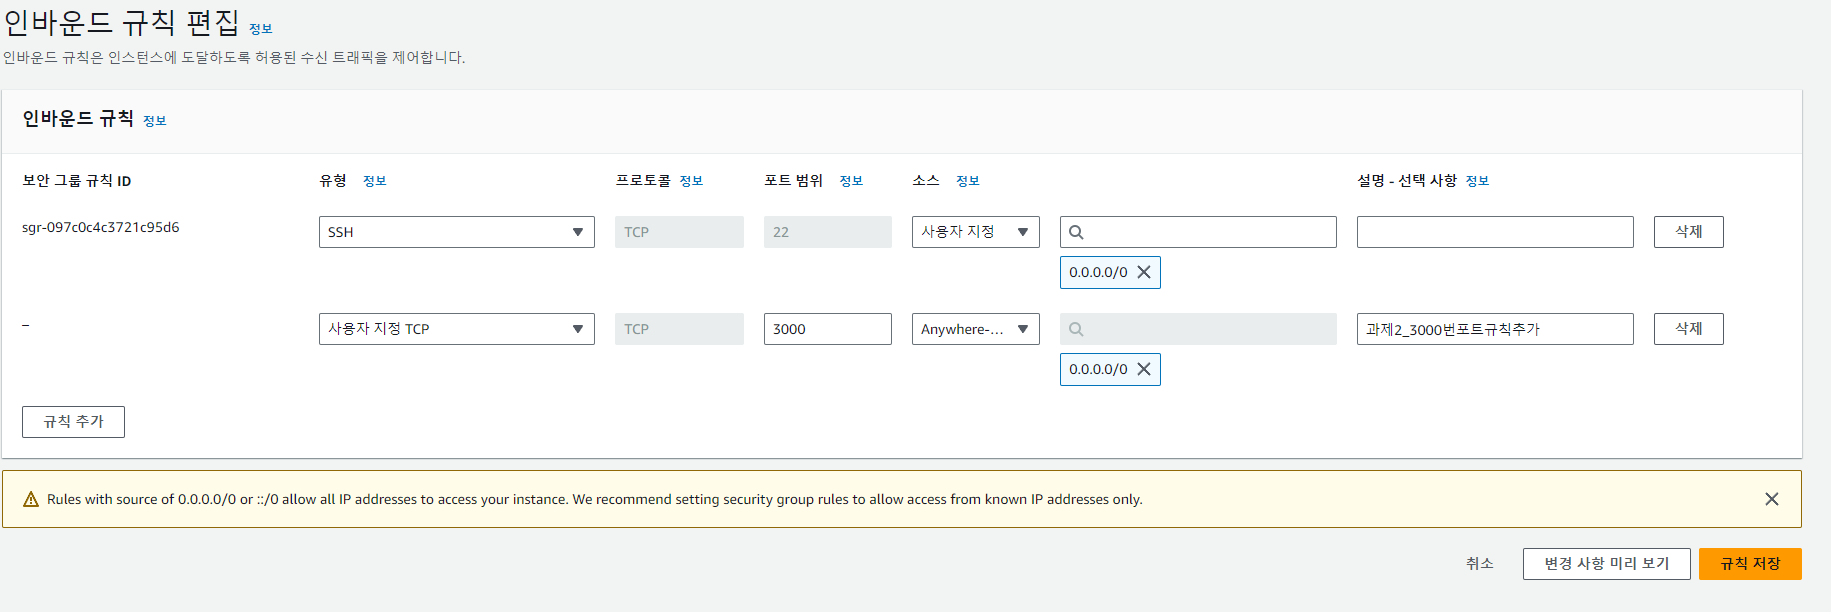 인바운드 규칙 편집 정보
인바운드 규칙은 인스턴스에 도달하도록 허용된 수신 트래픽을 제어합니다.
인바운드 규칙 정보
보안 그룹 규칙 ID 유형 정보 프로토콜 정보 포트 범위 정보 소스 정보 설명 - 선택 사항 정보
sgr-097c0c4c3721c95d6 SSH TCP 22 사용자 지정 삭제
0.0.0.0/0
– 사용자 지정 TCP TCP 3000 Anywhere-... 과제2_3000번포트규칙추가 삭제
0.0.0.0/0
규칙 추가
Rules with source of 0.0.0.0/0 or ::/0 allow all IP addresses to access your instance. We recommend setting security group rules to allow access from known IP addresses only.
취소 변경 사항 미리 보기 규칙 저장